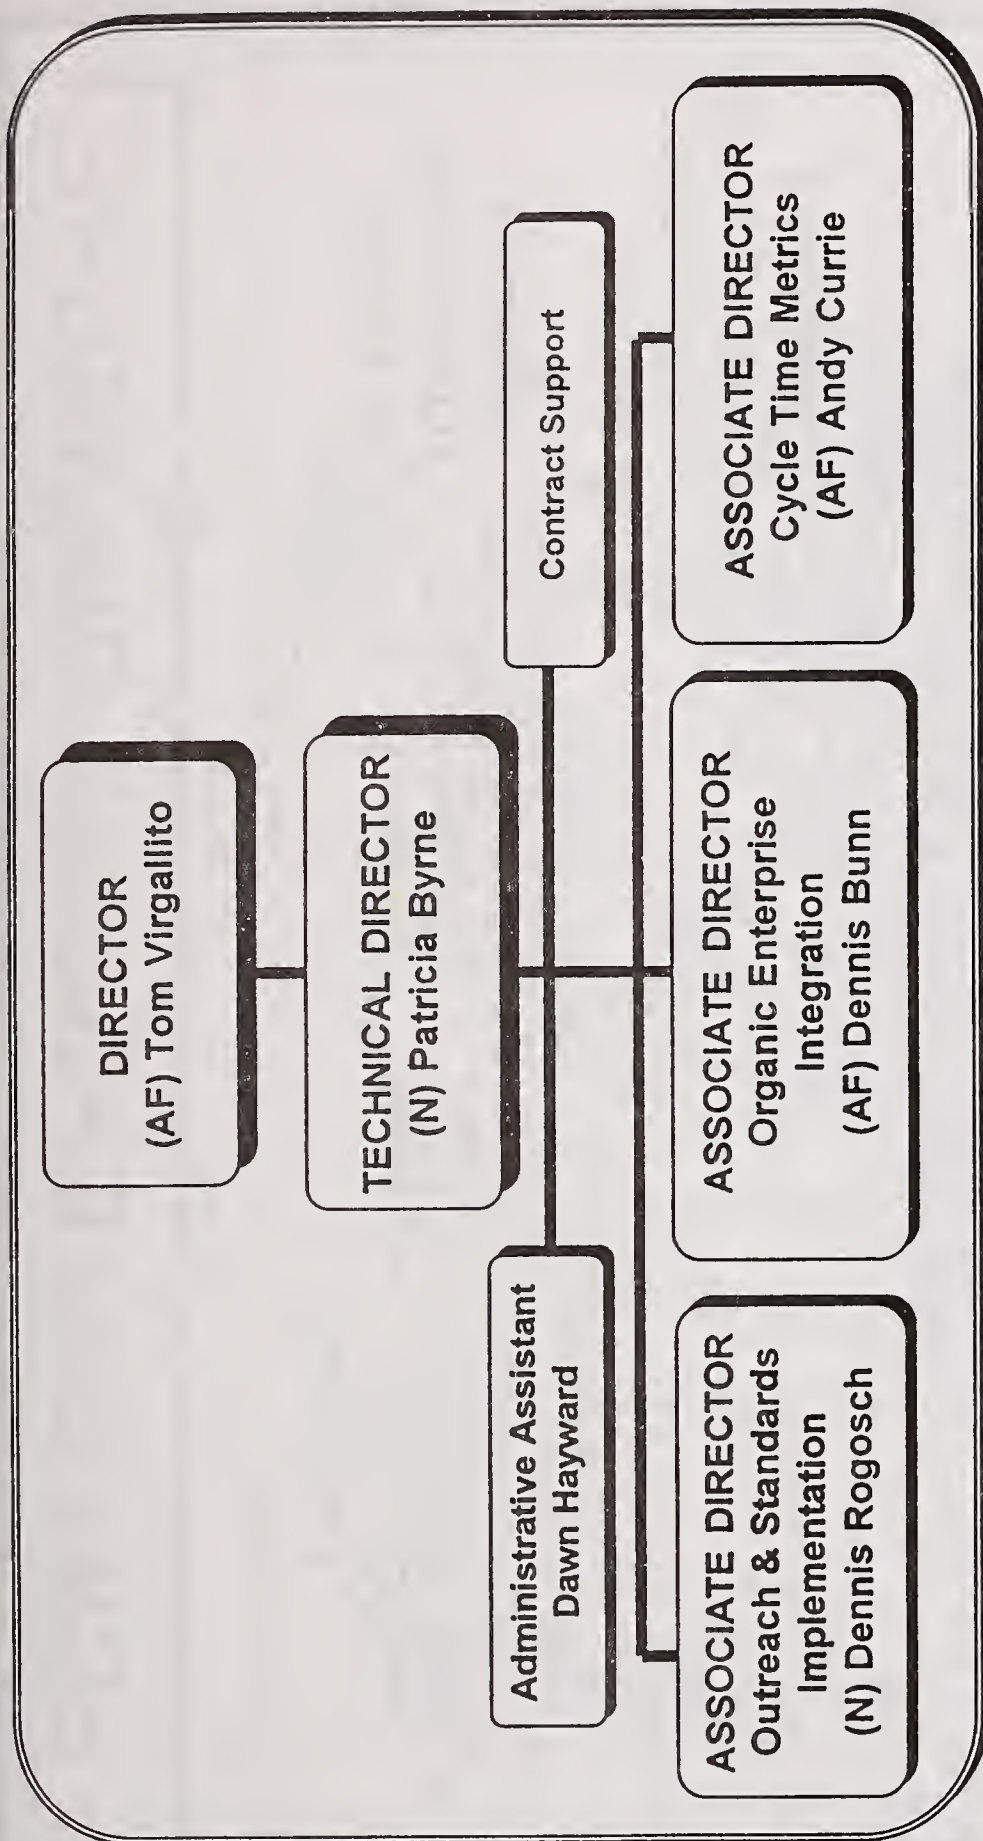 DIRECTOR
(AF) Tom Virgallito
TECHNICAL DIRECTOR
(N) Patricia Byrne
Administrative Assistant
Dawn Hayward
Contract Support
ASSOCIATE DIRECTOR
Outreach & Standards
Implementation
(N) Dennis Rogosch
ASSOCIATE DIRECTOR
Organic Enterprise
Integration
(AF) Dennis Bunn
ASSOCIATE DIRECTOR
Cycle Time Metrics
(AF) Andy Currie